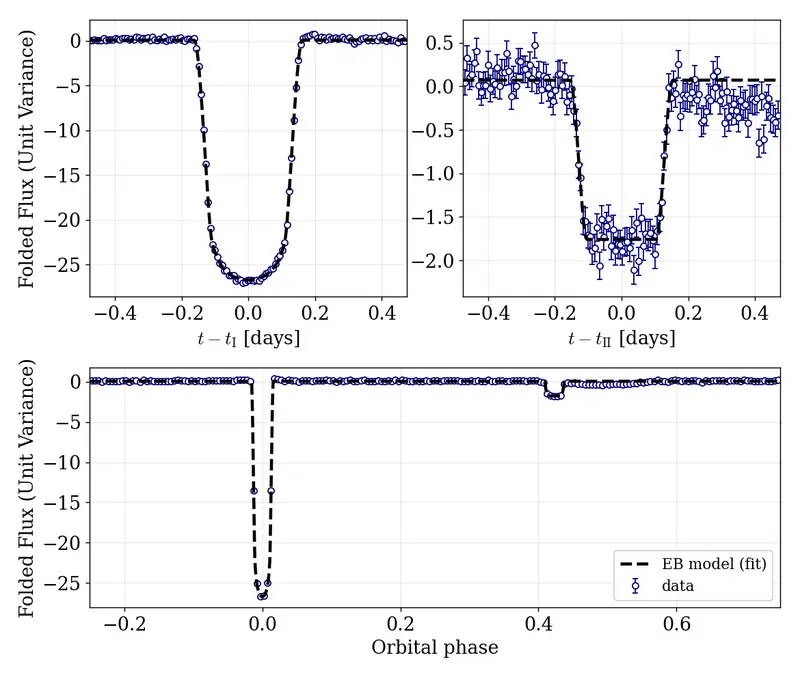 Folded Flux (Unit Variance)
0
−5
−10
−15
−20
−25
−0.4 −0.2 0.0 0.2 0.4
t − tI [days]
0.5
0.0
−0.5
−1.0
−1.5
−2.0
−0.4 −0.2 0.0 0.2 0.4
t − tII [days]
Folded Flux (Unit Variance)
0
−5
−10
−15
−20
−25
−0.2 0.0 0.2 0.4 0.6
Orbital phase
EB model (fit)
data